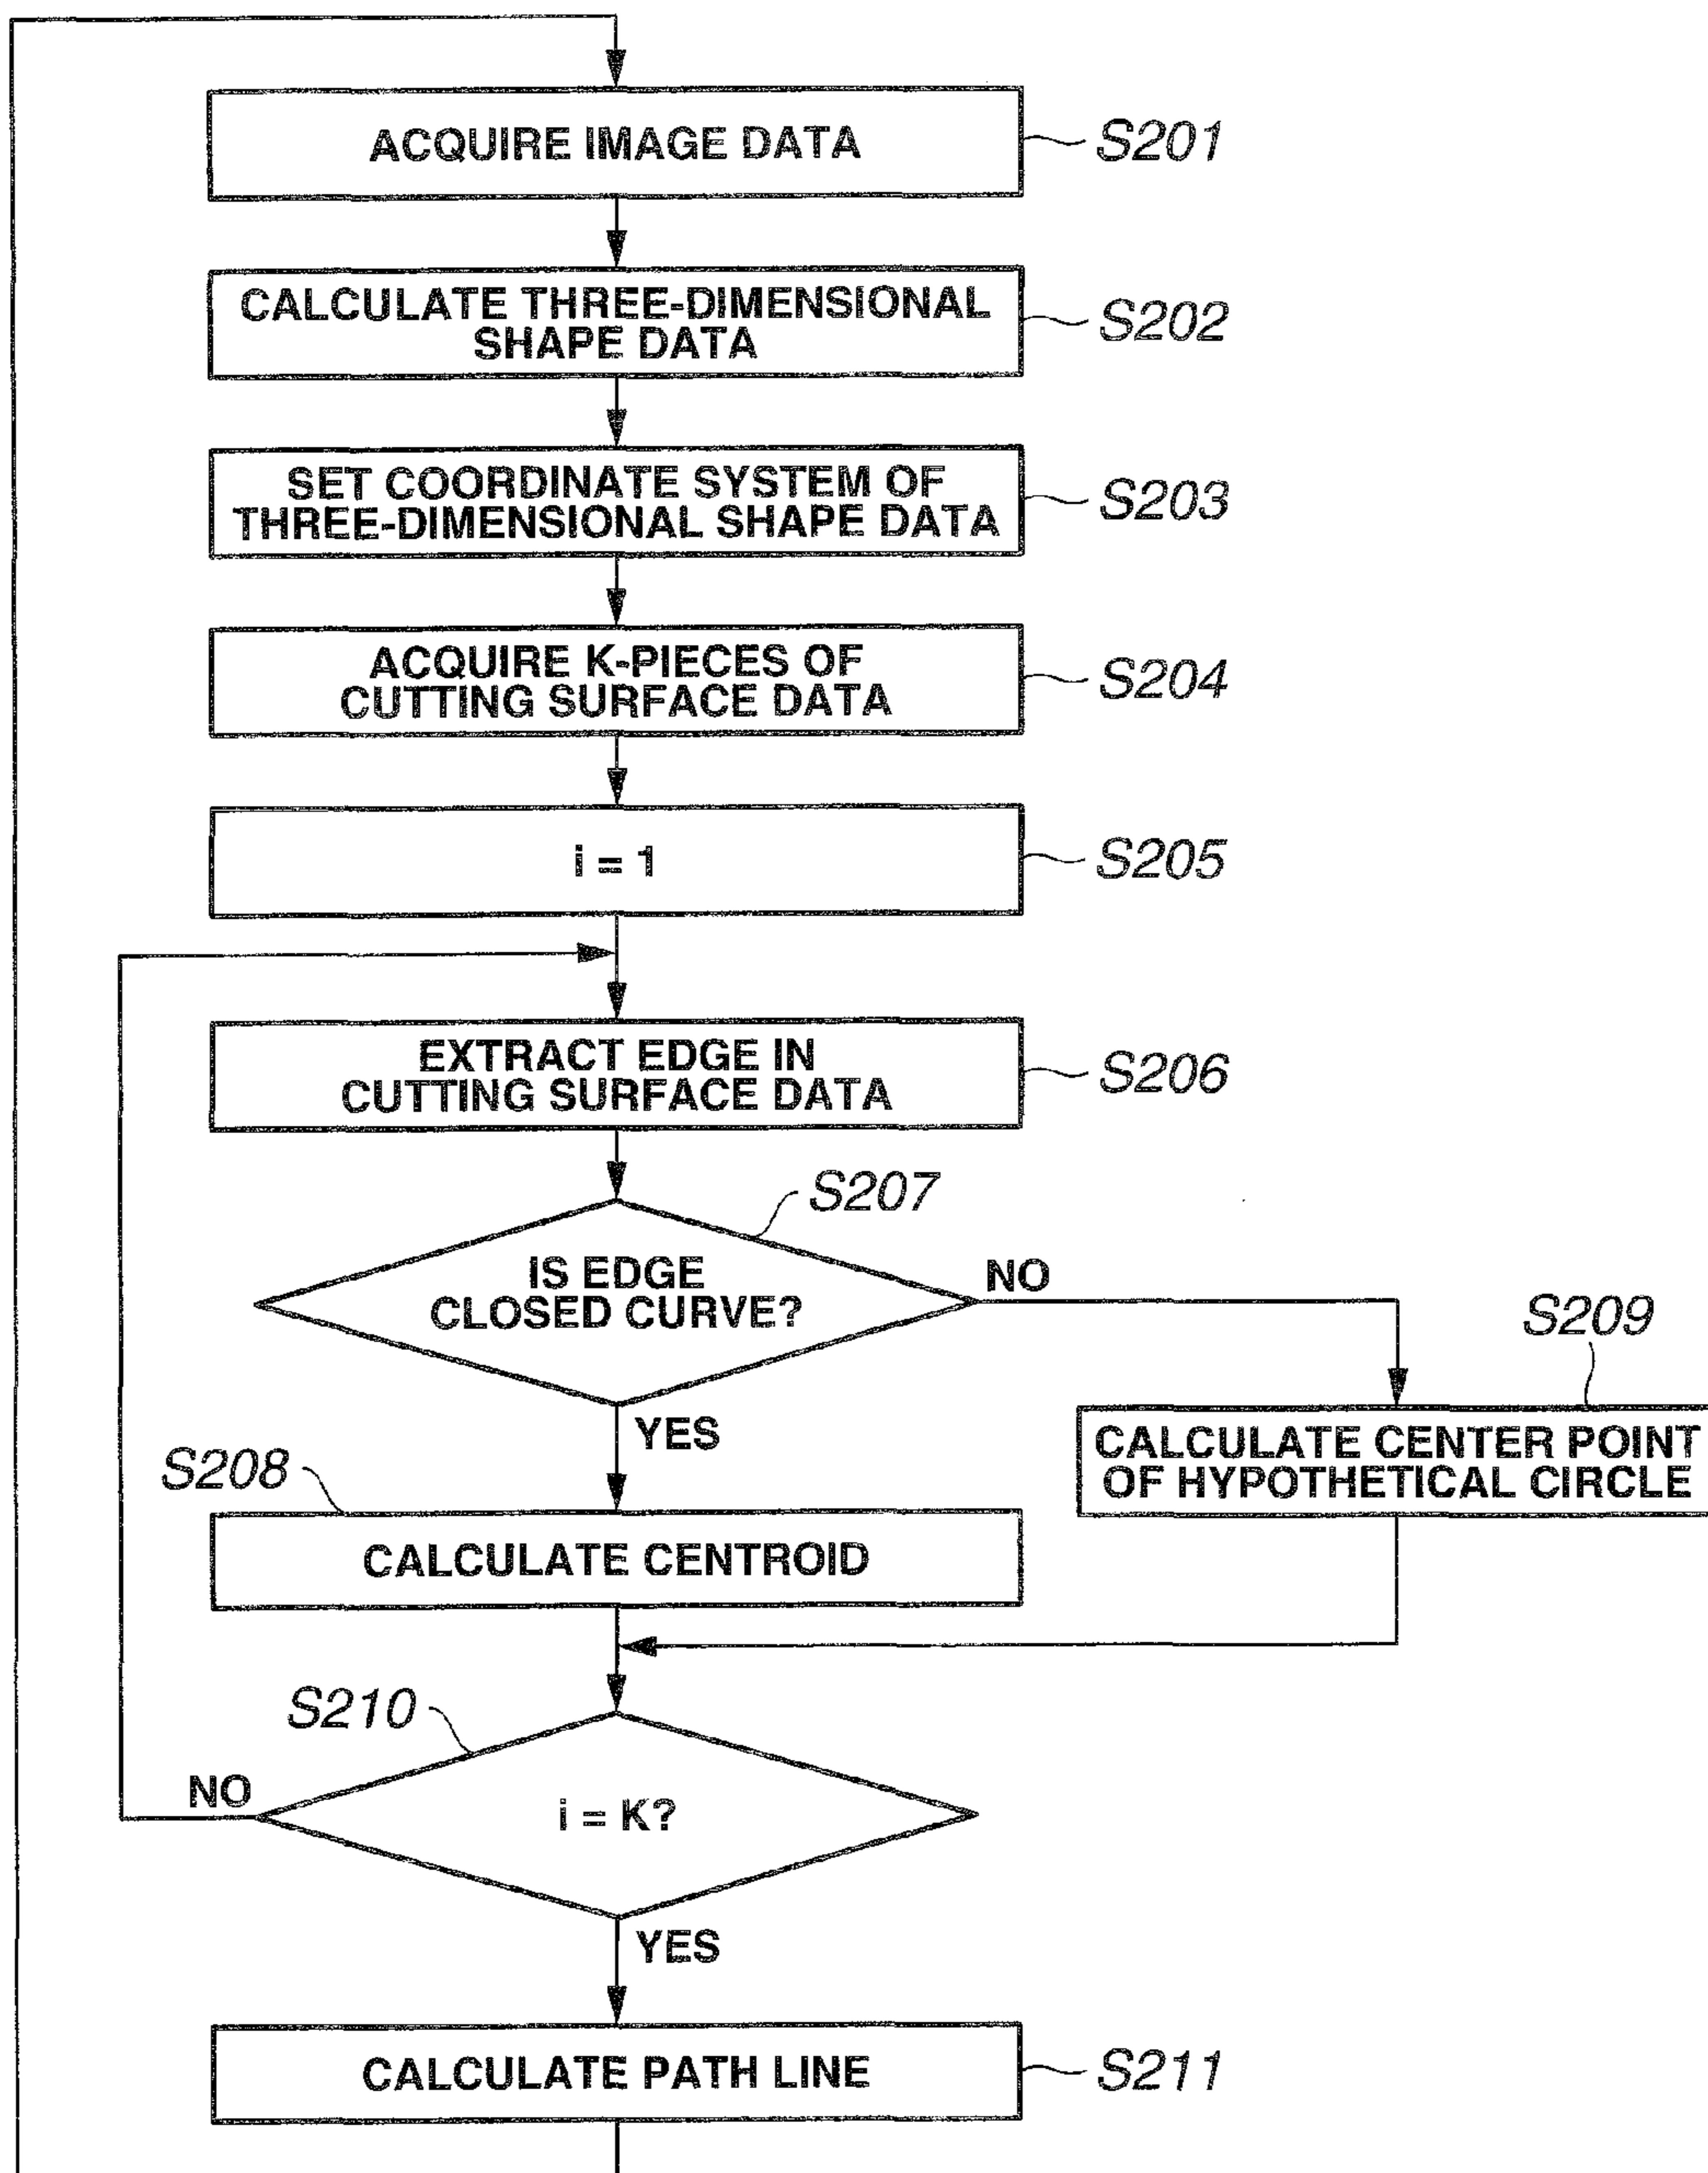 ACQUIRE IMAGE DATA
S201
CALCULATE THREE-DIMENSIONAL
SHAPE DATA
S202
SET COORDINATE SYSTEM OF
THREE-DIMENSIONAL SHAPE DATA
S203
ACQUIRE K-PIECES OF
CUTTING SURFACE DATA
S204
i = 1
S205
EXTRACT EDGE IN
CUTTING SURFACE DATA
S206
S207
IS EDGE
CLOSED CURVE?
NO
YES
S209
CALCULATE CENTER POINT
OF HYPOTHETICAL CIRCLE
S208
CALCULATE CENTROID
S210
i = K?
NO
YES
CALCULATE PATH LINE
S211